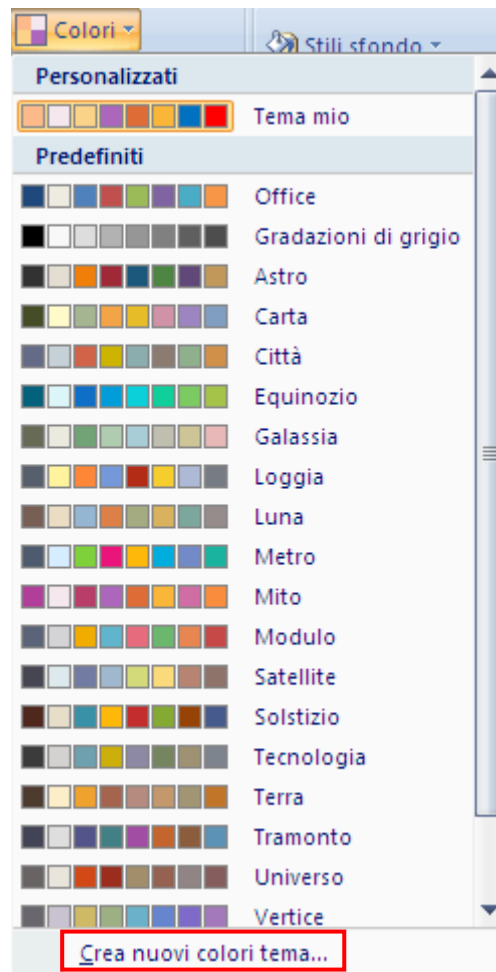 Colori
Stili sfondo
Personalizzati
Tema mio
Predefiniti
Office
Gradazioni di grigio
Astro
Carta
Città
Equinozio
Galassia
Loggia
Luna
Metro
Mito
Modulo
Satellite
Solstizio
Tecnologia
Terra
Tramonto
Universo
Vertice
Crea nuovi colori tema...